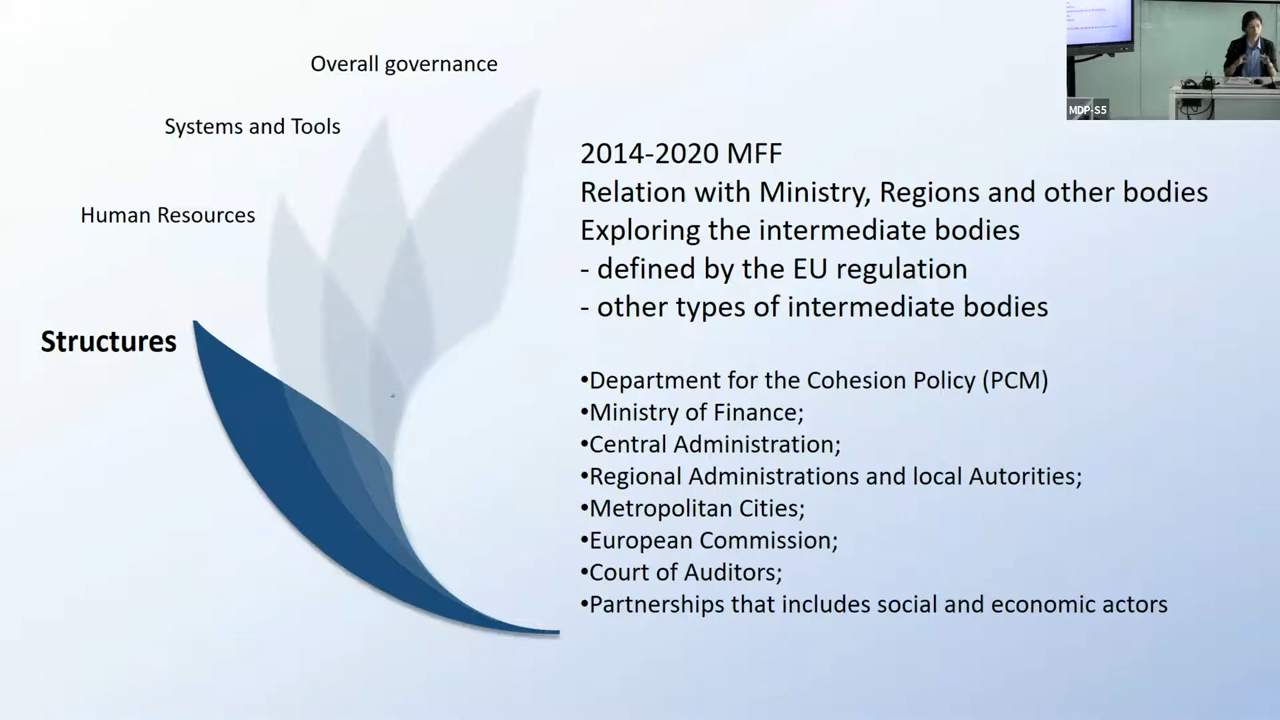 Overall governance
Systems and Tools
Human Resources
Structures
2014-2020 MFF
Relation with Ministry, Regions and other bodies
Exploring the intermediate bodies
- defined by the EU regulation
- other types of intermediate bodies
•Department for the Cohesion Policy (PCM)
•Ministry of Finance;
•Central Administration;
•Regional Administrations and local Autorities;
•Metropolitan Cities;
•European Commission;
•Court of Auditors;
•Partnerships that includes social and economic actors
MDP-S5